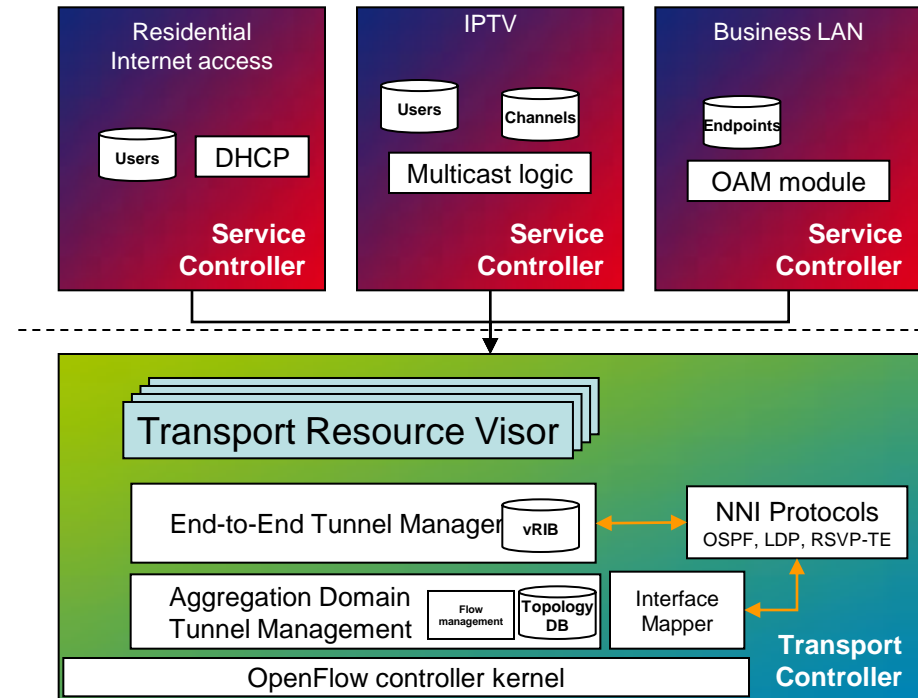 Residential
Internet access
Users
DHCP
Service
Controller
IPTV
Users
Channels
Multicast logic
Service
Controller
Business LAN
Endpoints
OAM module
Service
Controller
Transport Resource Visor
End-to-End Tunnel Manager
vRIB
NNI Protocols
OSPF, LDP, RSVP-TE
Aggregation Domain
Tunnel Management
Flow
management
Topology
DB
Interface
Mapper
Transport
Controller
OpenFlow controller kernel